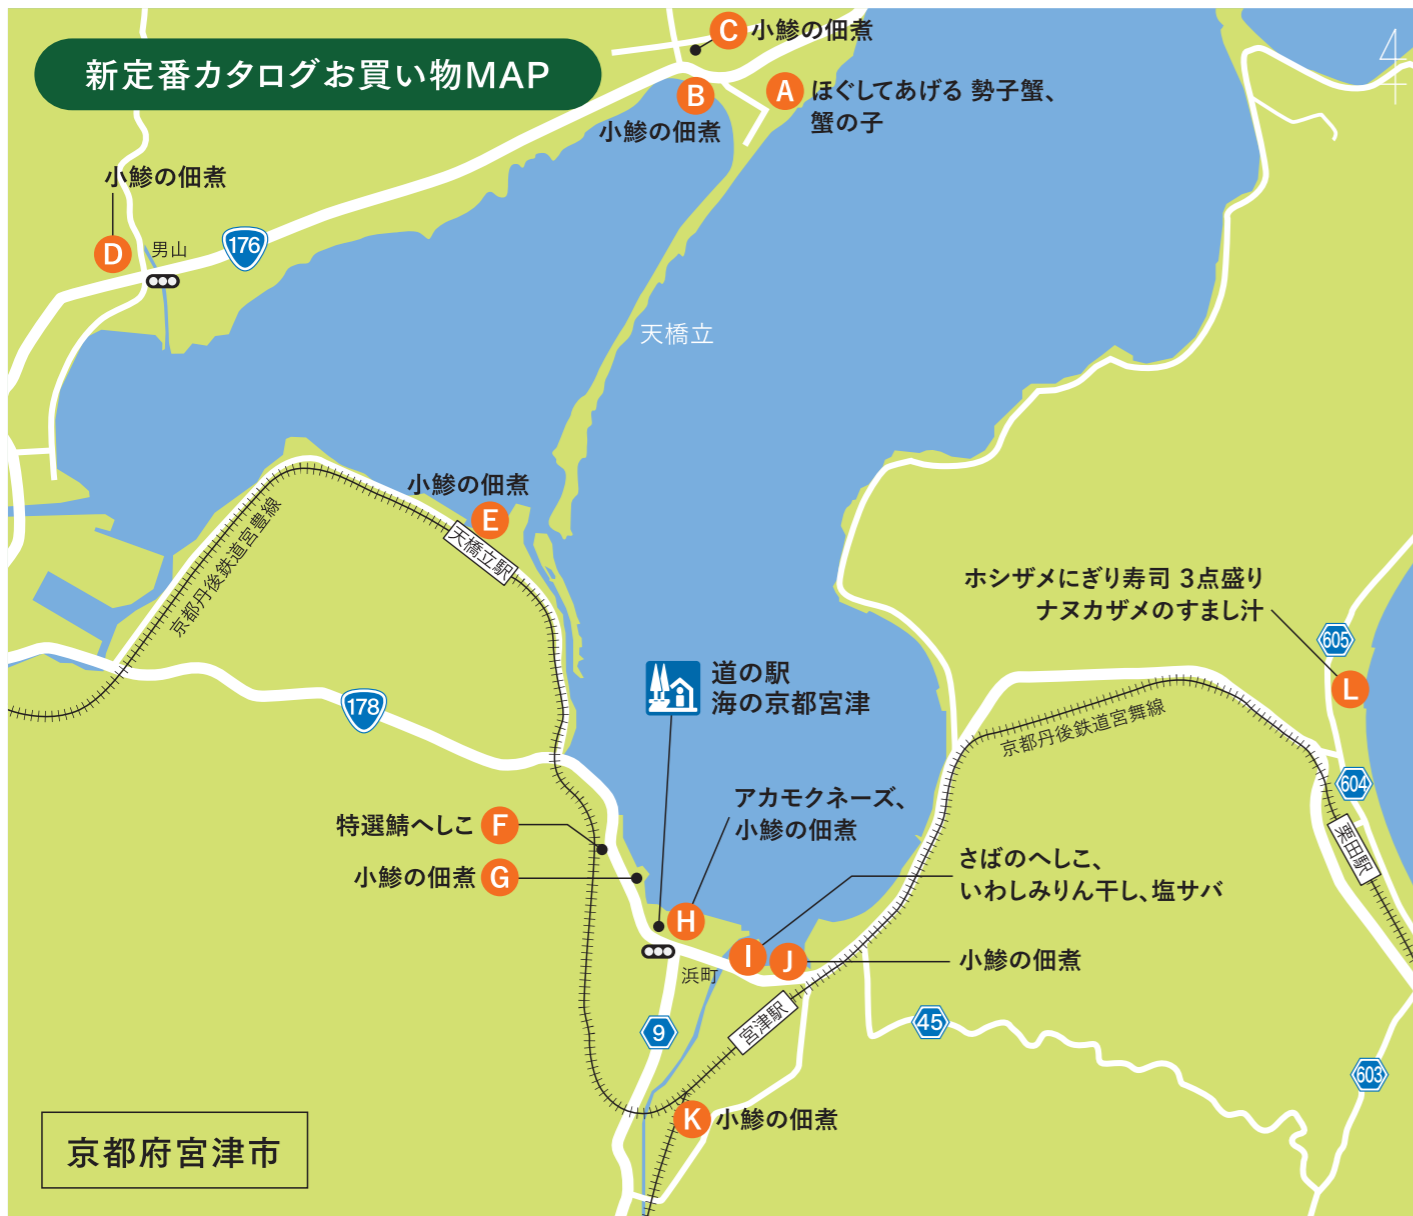 新定番カタログお買い物MAP
C 小鯵の佃煮
B
小鯵の佃煮
A ほぐしてあげる 勢子蟹、
蟹の子
小鯵の佃煮
D
男山
176
天橋立
小鯵の佃煮
E
天橋立駅
京都丹後鉄道宮豊線
178
ホシザメにぎり寿司 3点盛り
ナヌカザメのすまし汁
605
L
道の駅
海の京都宮津
京都丹後鉄道宮舞線
604
栗田駅
アカモクネーズ、
小鯵の佃煮
特選鯖へしこ F
小鯵の佃煮 G
H
さばのへしこ、
いわしみりん干し、塩サバ
I
J
小鯵の佃煮
浜町
宮津駅
9
45
603
K 小鯵の佃煮
京都府宮津市